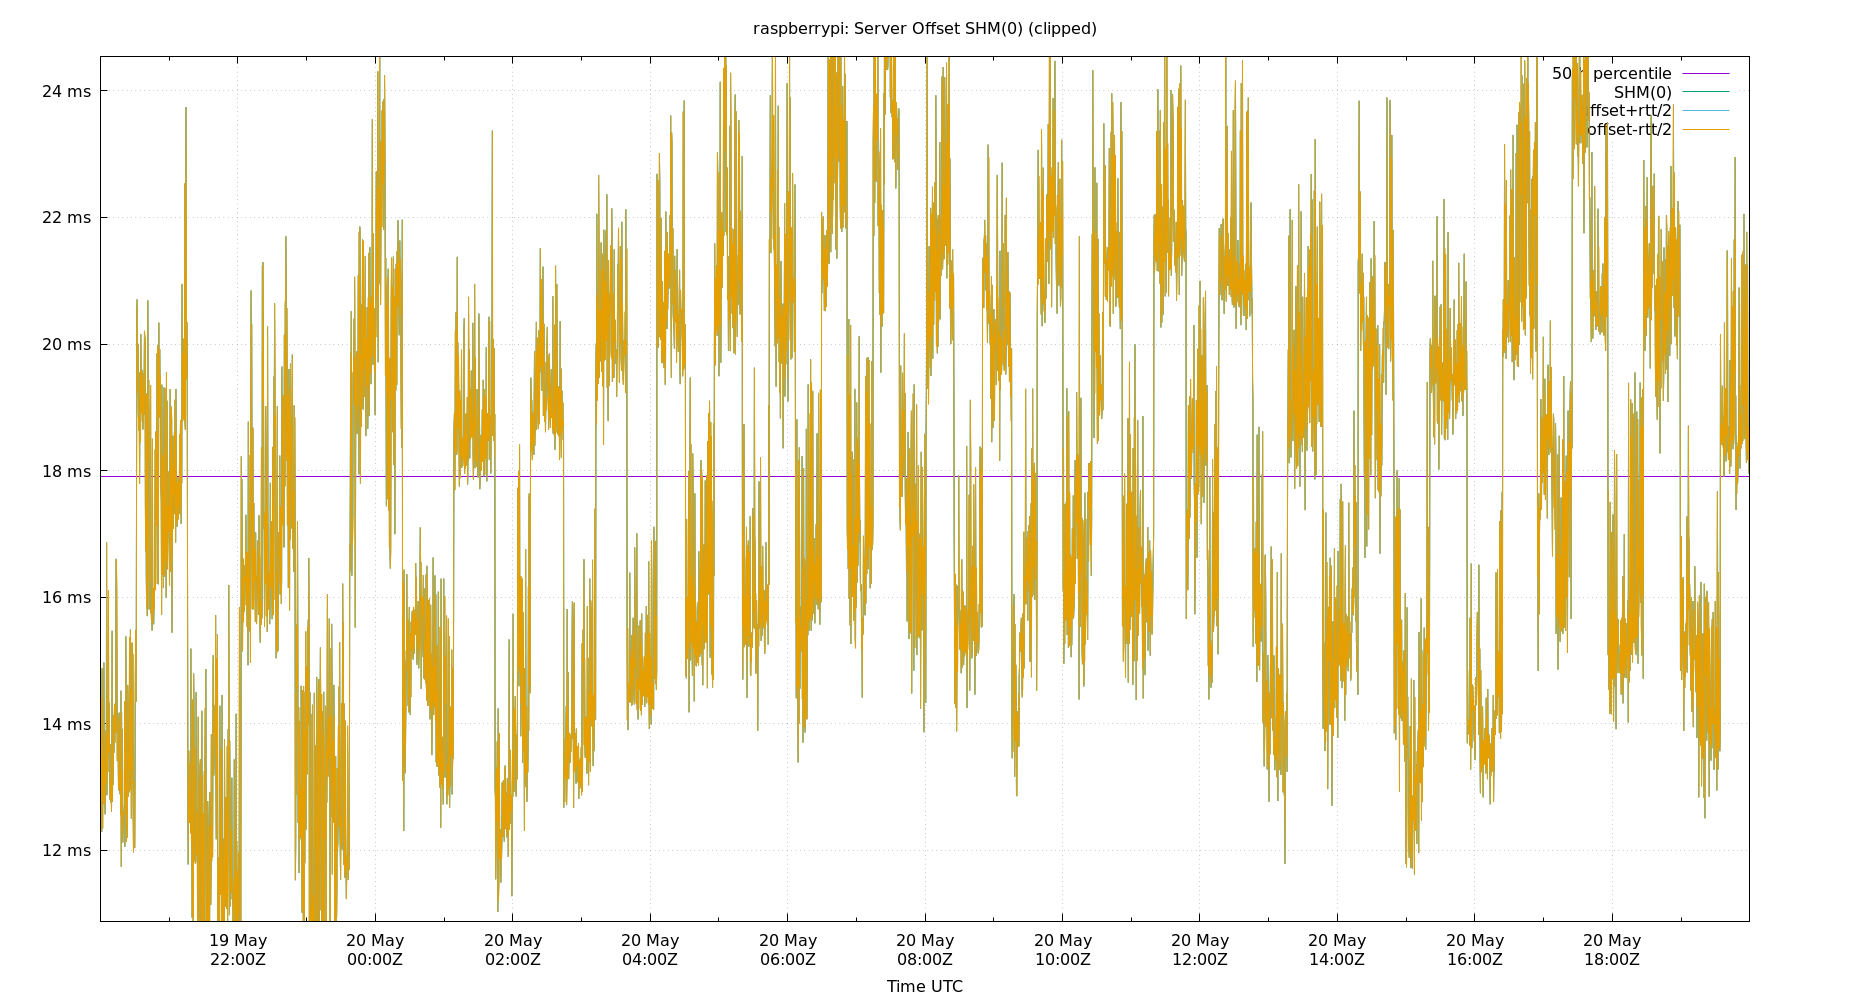 raspberrypi: Server Offset SHM(0) (clipped)
24 ms
22 ms
20 ms
18 ms
16 ms
14 ms
12 ms
percentile
SHM(0)
offset-rtt/2
19 May
22:00Z
20 May
00:00Z
20 May
02:00Z
20 May
04:00Z
20 May
06:00Z
20 May
08:00Z
20 May
10:00Z
20 May
12:00Z
20 May
14:00Z
20 May
16:00Z
20 May
18:00Z
Time UTC